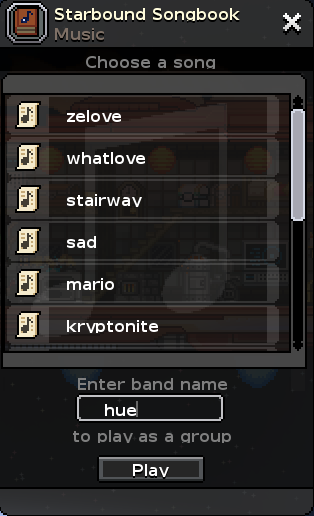 Starbound Songbook
Music
Choose a song
zelove
whatlove
stairway
sad
mario
kryptonite
Enter band name
hue
to play as a group
Play